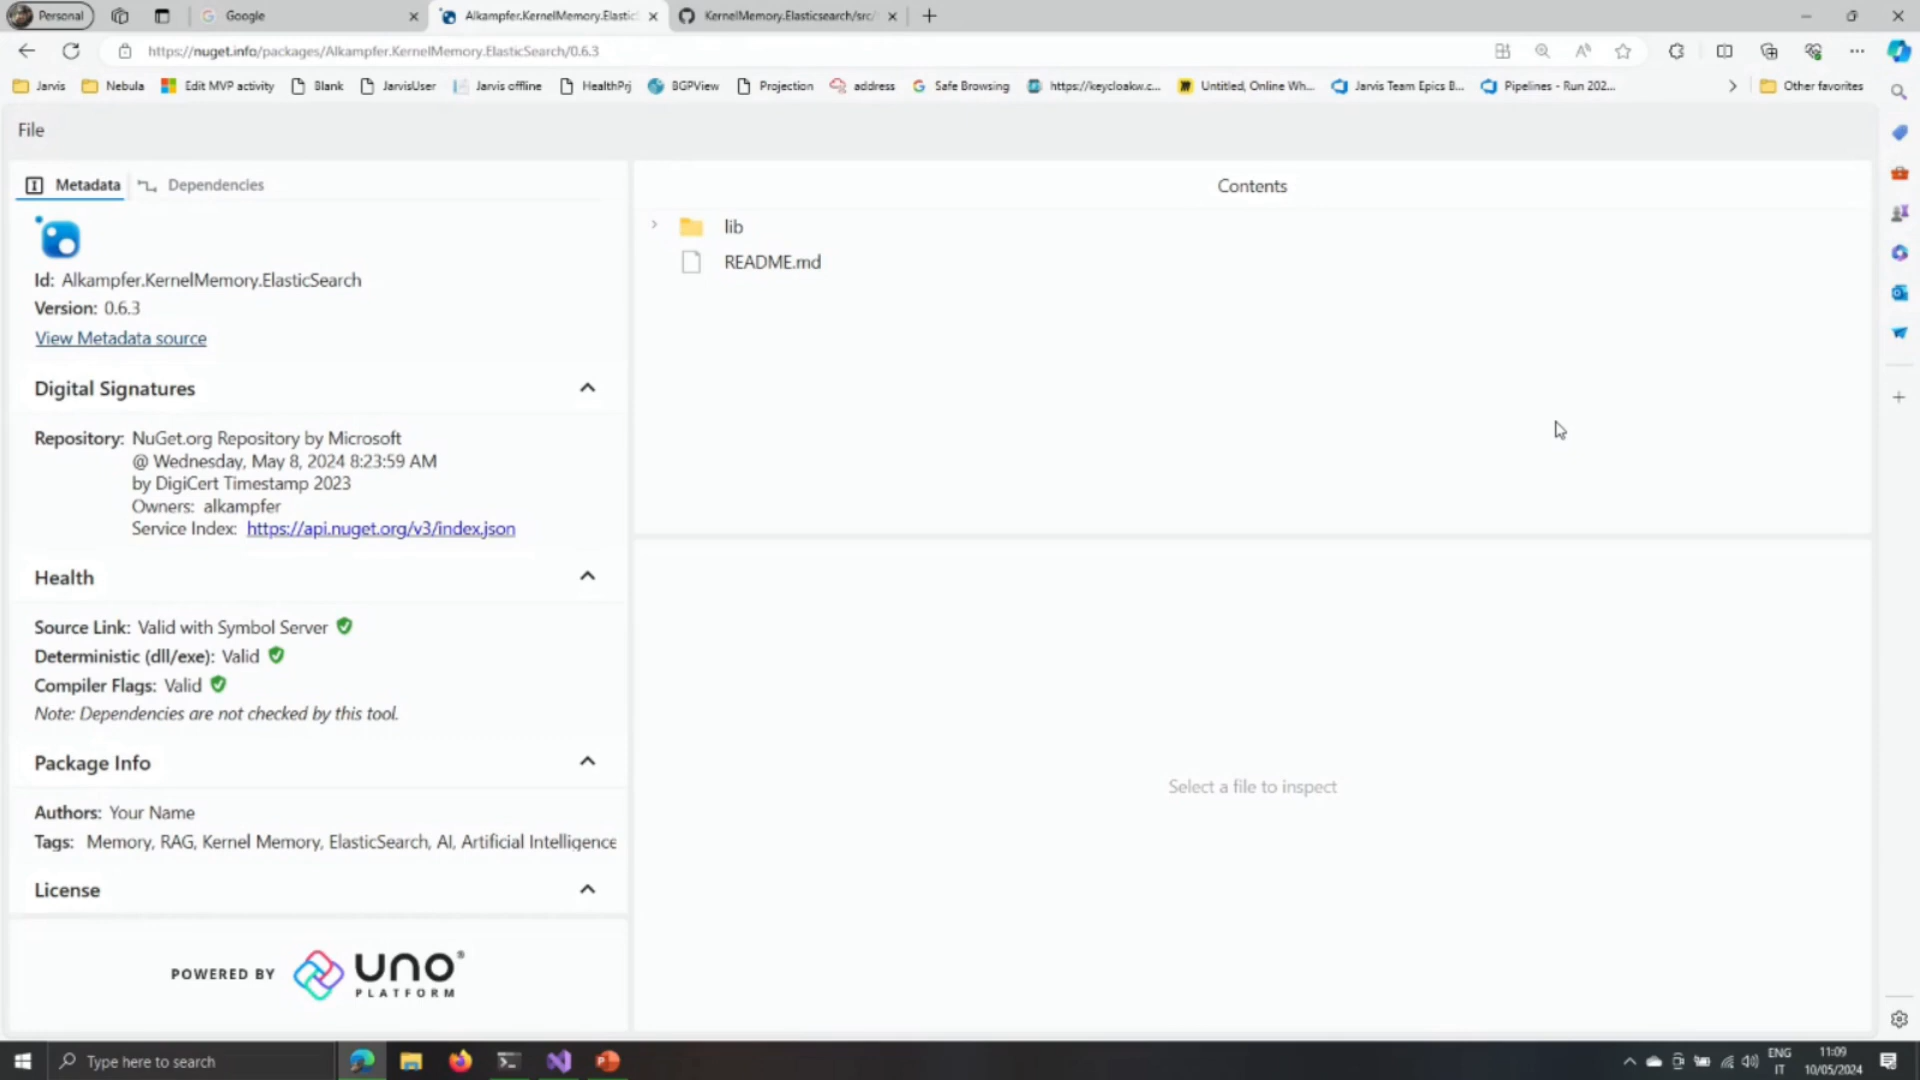 Personal
Google
Alkampfer.KernelMemory.Elastic
KernelMemory.Elasticsearch/src/
https://nuget.info/packages/Alkampfer.KernelMemory.ElasticSearch/0.6.3
Jarvis
Nebula
Edit MVP activity
Blank
JarvisUser
Jarvis offline
HealthPrj
BGPView
Projection
address
Safe Browsing
https://keycloakw.c...
Untitled, Online Wh...
Jarvis Team Epics B...
Pipelines - Run 202...
Other favorites
File
Metadata
Dependencies
Contents
lib
README.md
Id: Alkampfer.KernelMemory.ElasticSearch
Version: 0.6.3
View Metadata source
Digital Signatures
Repository: NuGet.org Repository by Microsoft
@ Wednesday, May 8, 2024 8:23:59 AM
by DigiCert Timestamp 2023
Owners: alkampfer
Service Index: https://api.nuget.org/v3/index.json
Health
Source Link: Valid with Symbol Server
Deterministic (dll/exe): Valid
Compiler Flags: Valid
Note: Dependencies are not checked by this tool.
Package Info
Authors: Your Name
Tags: Memory, RAG, Kernel Memory, ElasticSearch, AI, Artificial Intelligence
License
Select a file to inspect
POWERED BY
uno
PLATFORM
Type here to search
ENG
IT
11:09
10/05/2024